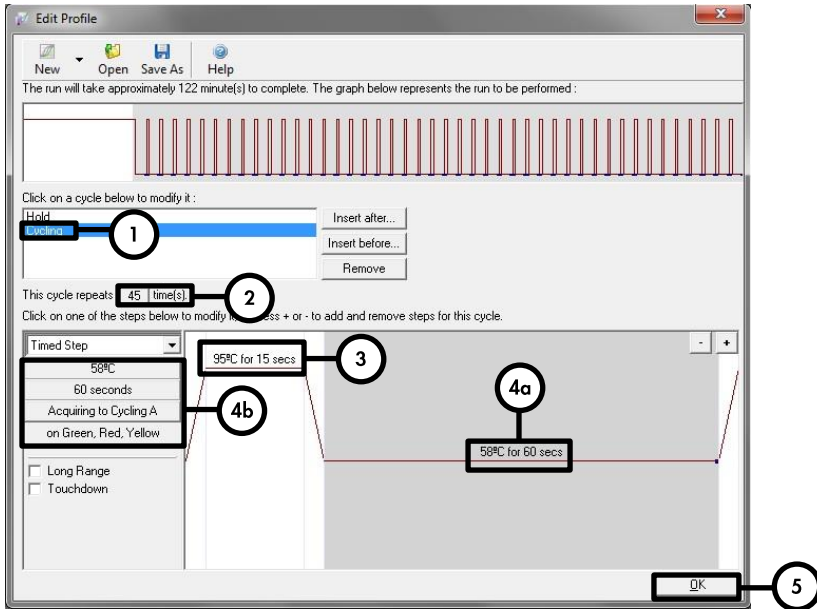 Edit Profile
New Open Save As Help
The run will take approximately 122 minute(s) to complete. The graph below represents the run to be performed :
Click on a cycle below to modify it :
Hold
Cycling
1
Insert after...
Insert before...
Remove
This cycle repeats 45 time(s).
2
Click on one of the steps below to modify it, press + or - to add and remove steps for this cycle.
Timed Step
- +
95ºC for 15 secs
3
58ºC
60 seconds
Acquiring to Cycling A
on Green, Red, Yellow
4b
4a
58ºC for 60 secs
Long Range
Touchdown
OK
5